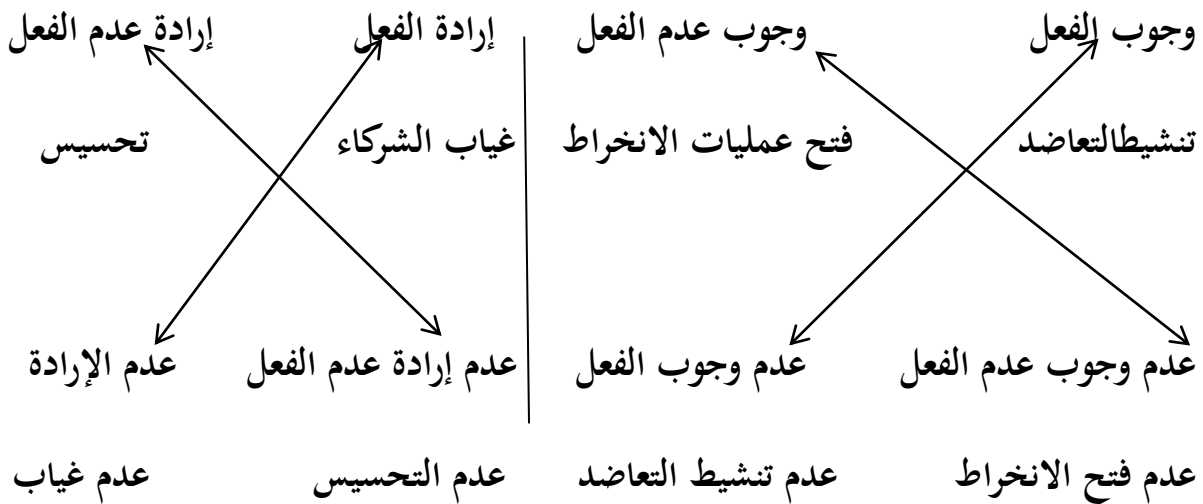 وجوب الفعل وجوب عدم الفعل إرادة الفعل إرادة عدم الفعل
تنشيطالتعاضد فتح عمليات الانخراط غياب الشركاء تحسيس
عدم وجوب عدم الفعل عدم وجوب الفعل عدم إرادة عدم الفعل عدم الإرادة
عدم فتح الانخراط عدم تنشيط التعاضد عدم التحسيس عدم غياب